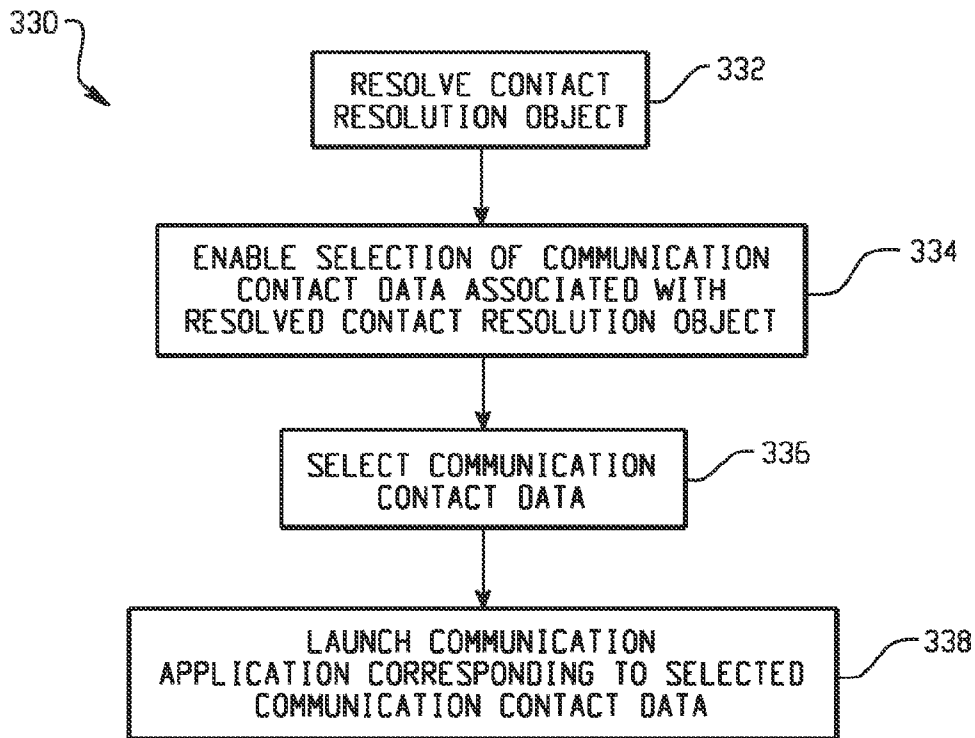 330
RESOLVE CONTACT
RESOLUTION OBJECT
332
ENABLE SELECTION OF COMMUNICATION
CONTACT DATA ASSOCIATED WITH
RESOLVED CONTACT RESOLUTION OBJECT
334
SELECT COMMUNICATION
CONTACT DATA
336
LAUNCH COMMUNICATION
APPLICATION CORRESPONDING TO SELECTED
COMMUNICATION CONTACT DATA
338